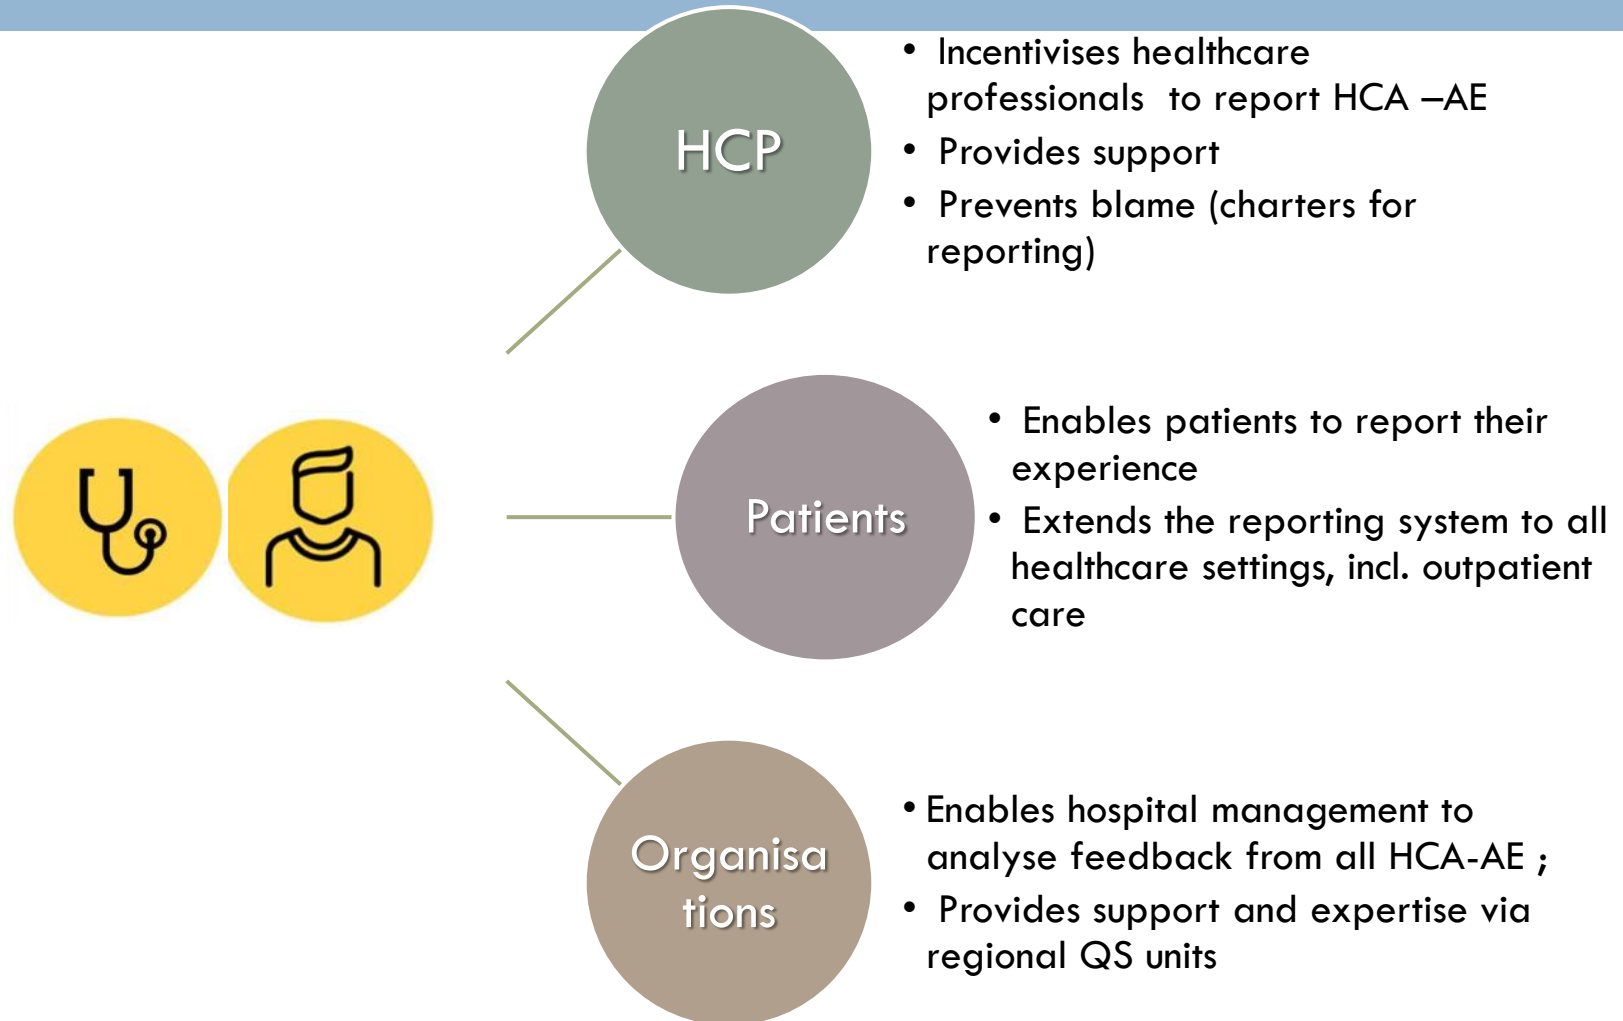 HCP
• Incentivises healthcare
professionals to report HCA –AE
• Provides support
• Prevents blame (charters for
reporting)
Patients
• Enables patients to report their
experience
• Extends the reporting system to all
healthcare settings, incl. outpatient
care
Organisa
tions
• Enables hospital management to
analyse feedback from all HCA-AE ;
• Provides support and expertise via
regional QS units